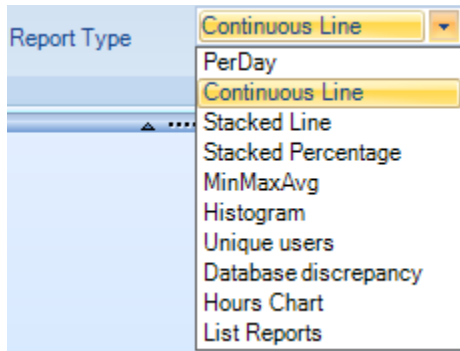 Report Type Continuous Line
PerDay
Continuous Line
Stacked Line
Stacked Percentage
MinMaxAvg
Histogram
Unique users
Database discrepancy
Hours Chart
List Reports